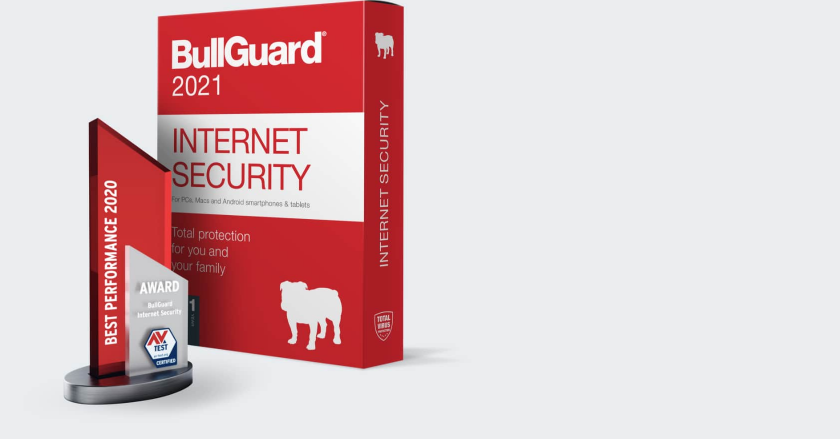 BullGuard®
2021
INTERNET
SECURITY
For PCs, Macs and Android smartphones & tablets
Total protection
for you and
your family
INTERNET SECURITY
TOTAL
VIRUS
BEST PERFORMANCE 2020
AWARD
BullGuard
Internet Security
AV
TEST
CERTIFIED
1